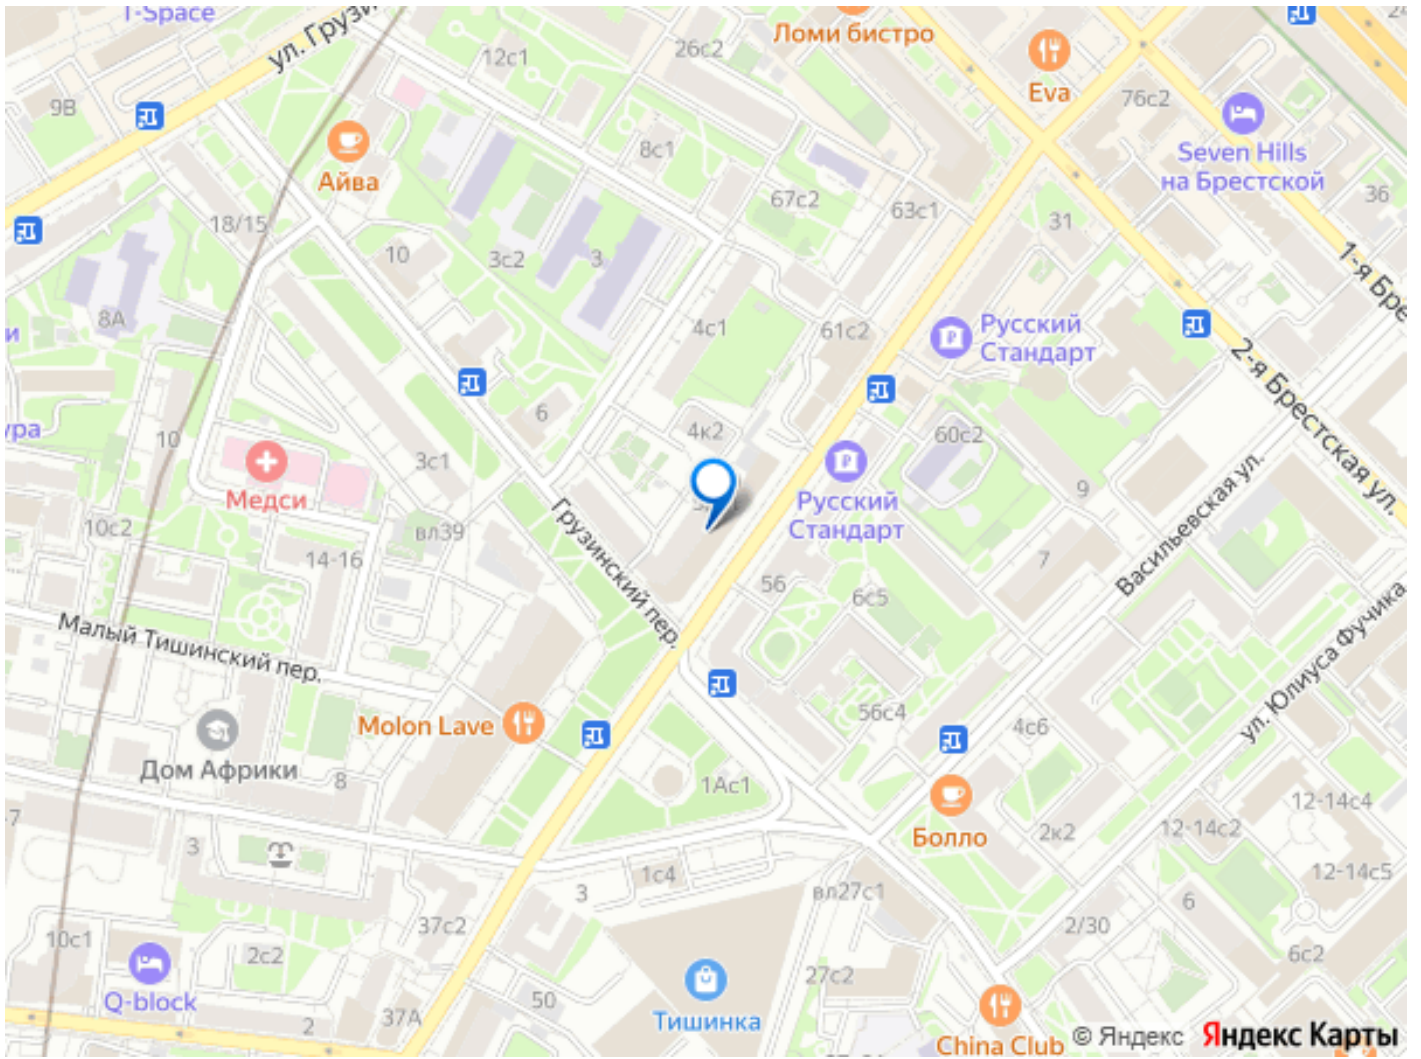 T-Space
ул. Грузи
Ломи бистро
12с1
26с2
Eva
76с2
9В
Seven Hills
на Брестской
8с1
Айва
36
67с2
63с1
18/15
31
10
3с2
3
1-я Бре
8А
и
4с1
61с2
Русский
Стандарт
2-я Брестская ул.
6
ура
10
4к2
60с2
3с1
Медси
9
Русский
Стандарт
Васильевская ул.
10с2
вл39
Грузинский пер.
14-16
7
56
6с5
Малый Тишинский пер.
ул. Юлиуса Фучика
Molon Lave
56с4
4с6
Дом Африки
8
1Ас1
12-14с4
-7
Болло
2к2
12-14с2
3
1с4
12-14с5
3
вл27с1
6
37с2
2/30
10с1
2с2
6с2
27с2
Q-block
50
2
37А
Тишинка
China Club
© Яндекс
Яндекс Карты